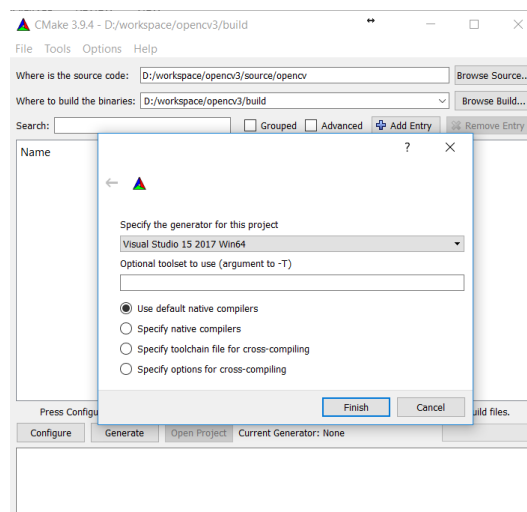 CMake 3.9.4 - D:/workspace/opencv3/build
File Tools Options Help
Where is the source code: D:/workspace/opencv3/source/opencv Browse Source..
Where to build the binaries: D:/workspace/opencv3/build Browse Build...
Search: Grouped Advanced Add Entry Remove Entry
Name
?
Specify the generator for this project
Visual Studio 15 2017 Win64
Optional toolset to use (argument to -T)
Use default native compilers
Specify native compilers
Specify toolchain file for cross-compiling
Specify options for cross-compiling
Finish Cancel
Press Configu uild files.
Configure Generate Open Project Current Generator: None